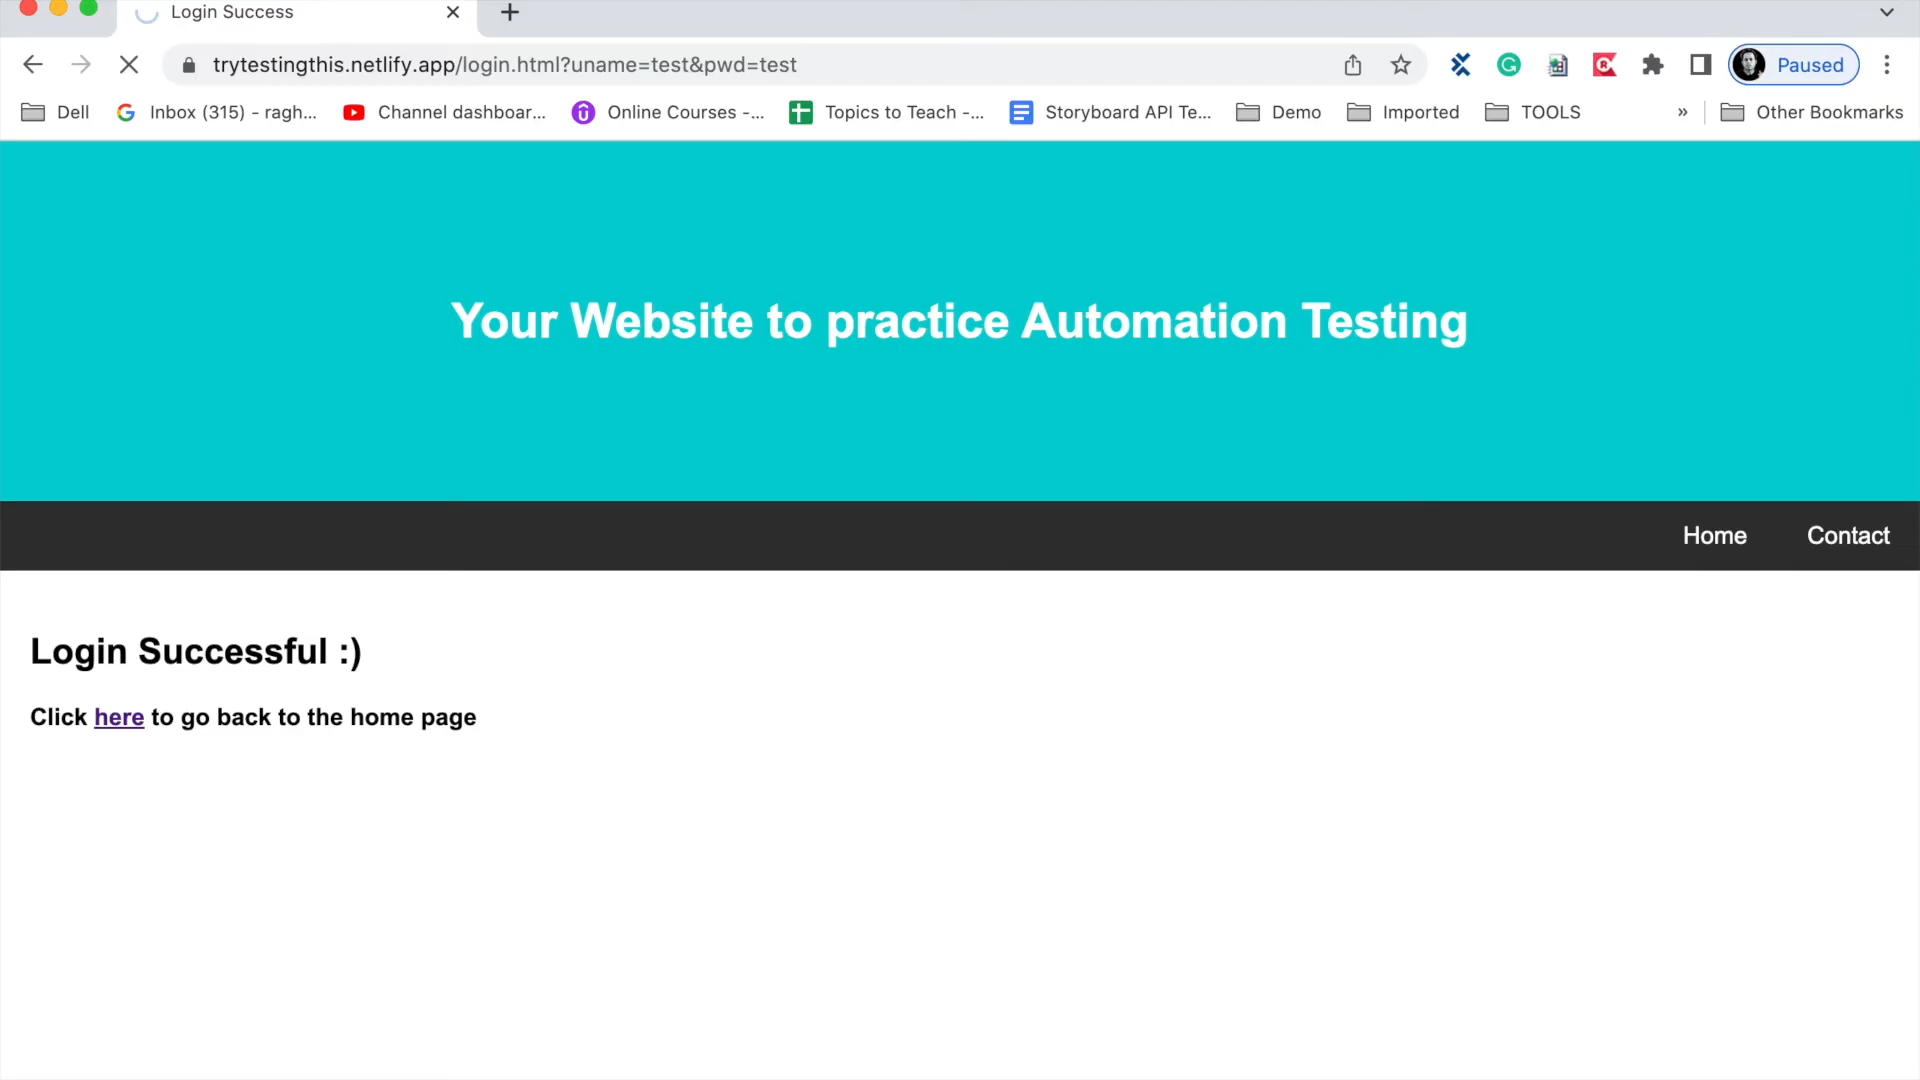 Login Success
trytestingthis.netlify.app/login.html?uname=test&pwd=test
Paused
Dell
Inbox (315) - ragh...
Channel dashboar...
Online Courses -...
Topics to Teach -...
Storyboard API Te...
Demo
Imported
TOOLS
Other Bookmarks
Your Website to practice Automation Testing
Home
Contact
Login Successful :)
Click here to go back to the home page